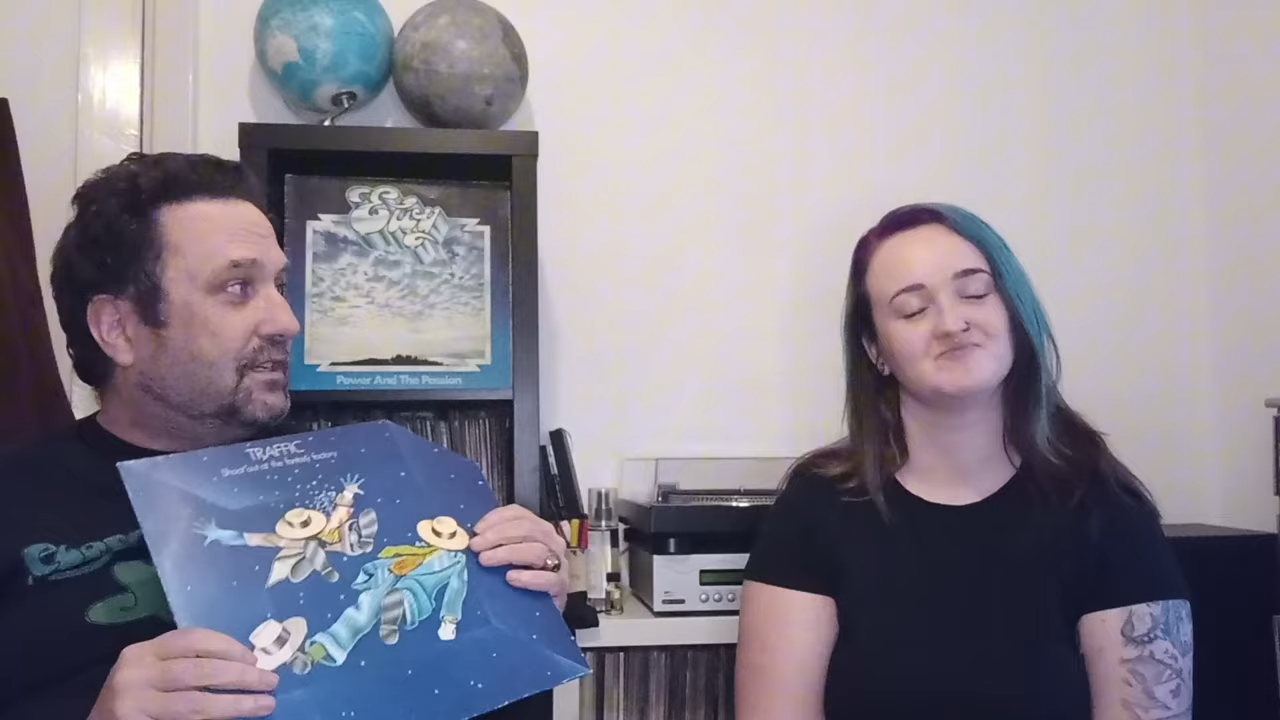 Eloy
Power And The Passion
TRAFFIC
Shoot out at the fantasy factory